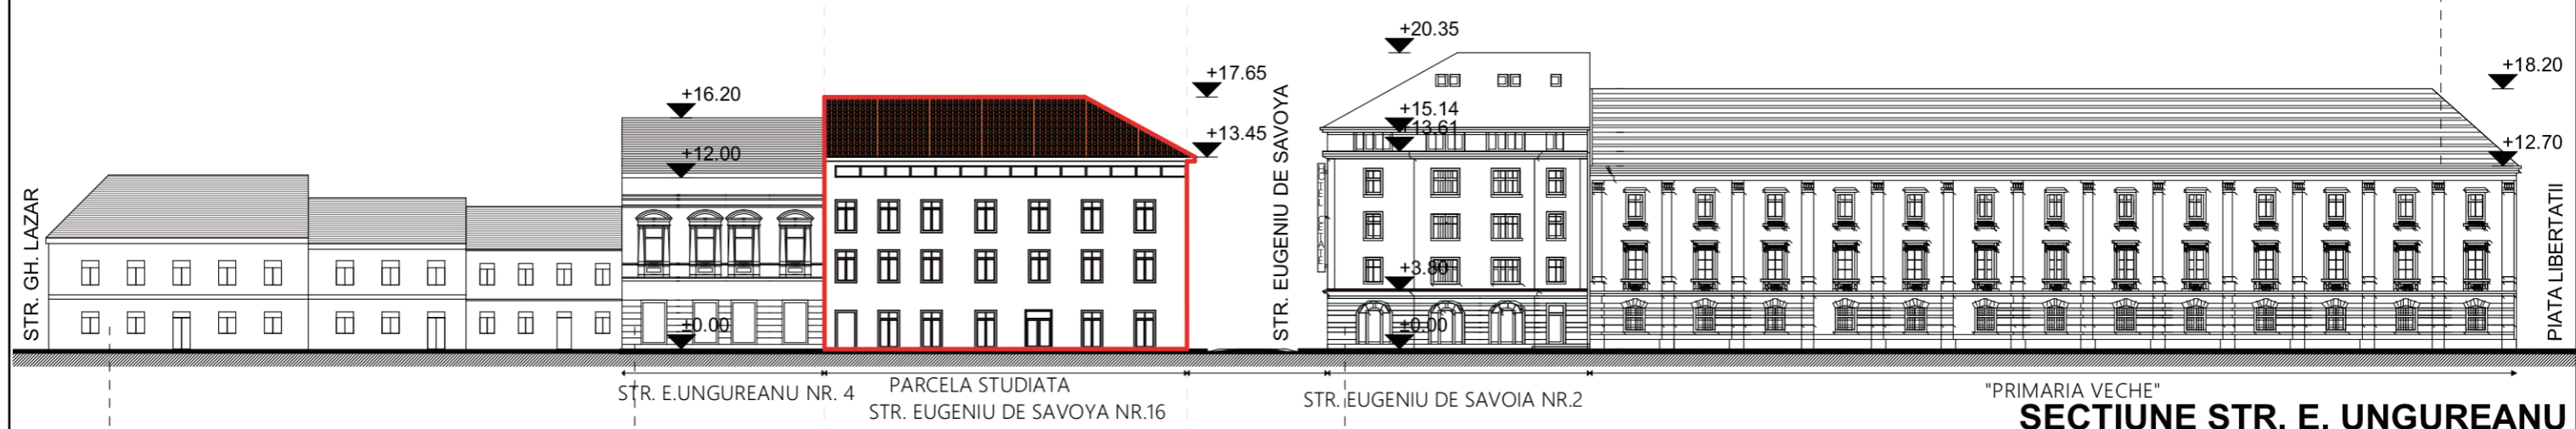 STR. GH. LAZAR
+16.20
+12.00
±0.00
+17.65
+13.45
STR. EUGENIU DE SAVOYA
+20.35
+15.14
+13.61
HOTEL CETATE
+3.80
±0.00
+18.20
+12.70
PIATA LIBERTATII
STR. E.UNGUREANU NR. 4
PARCELA STUDIATA
STR. EUGENIU DE SAVOYA NR.16
STR. EUGENIU DE SAVOIA NR.2
"PRIMARIA VECHE"
SECTIUNE STR. E. UNGUREANU